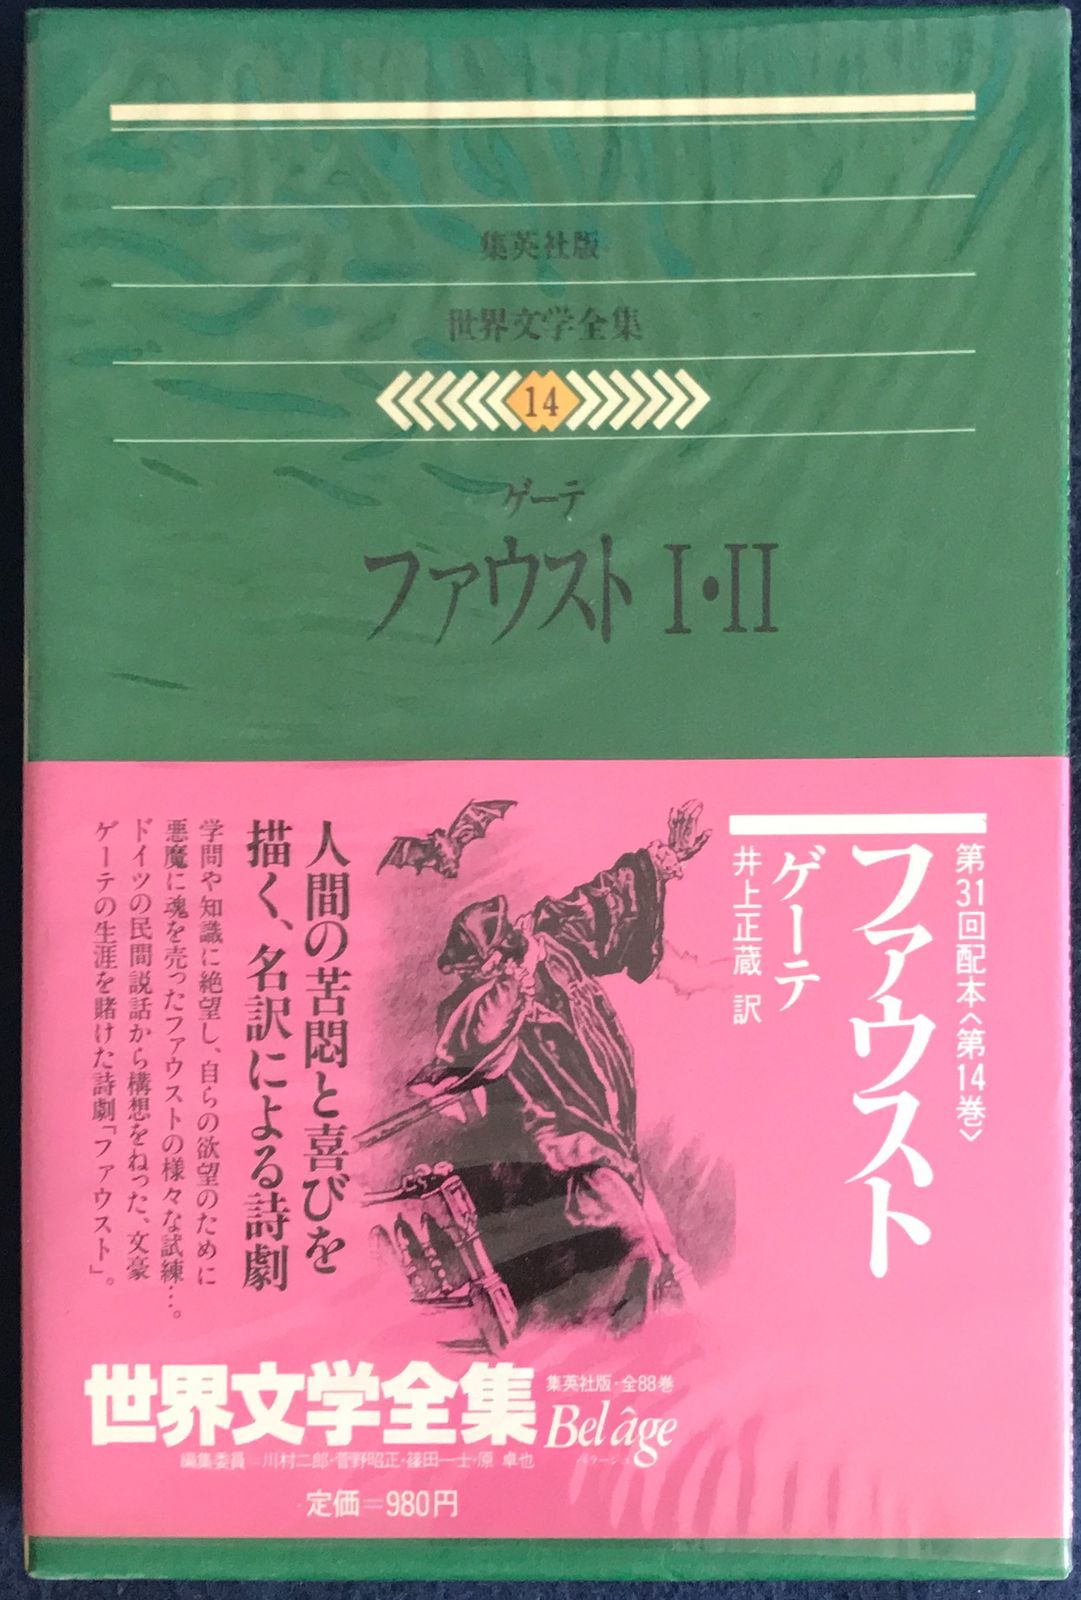 集英社版
世界文学全集
14
ゲーテ
ファウスト I・II
第31回配本〈第14巻〉
ファウスト
ゲーテ
井上正蔵 訳
人間の苦悶と喜びを
描く、名訳による詩劇
学問や知識に絶望し、自らの欲望のために
悪魔に魂を売ったファウストの様々な試練…。
ドイツの民間説話から構想をねった、文豪
ゲーテの生涯を賭けた詩劇「ファウスト」。
世界文学全集
集英社版・全88巻
Bel âge
ベラージュ
編集委員=川村二郎・菅野昭正・篠田一士・原 卓也
定価=980円